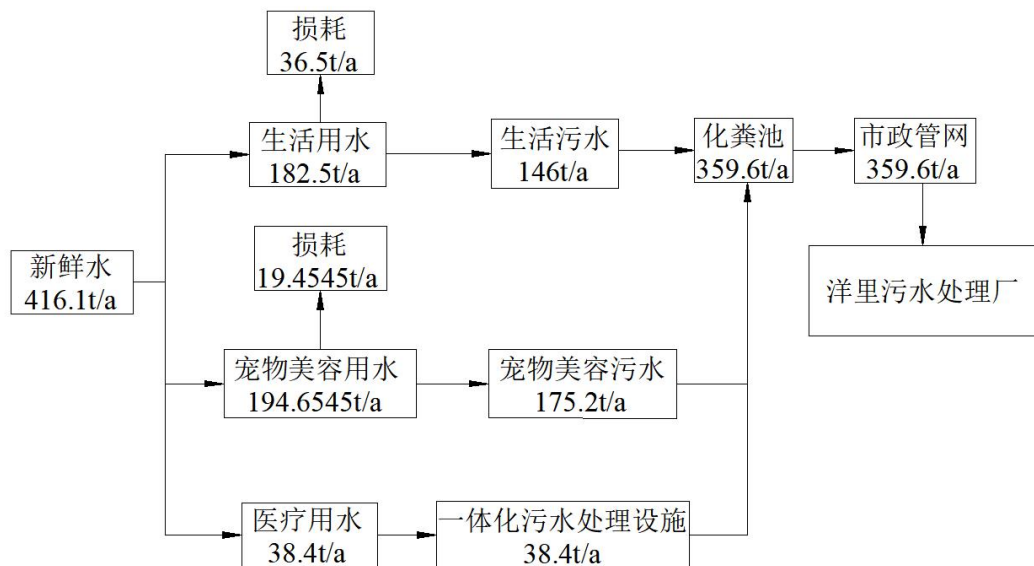 损耗
36.5t/a
生活用水
182.5t/a
生活污水
146t/a
化粪池
359.6t/a
市政管网
359.6t/a
损耗
19.4545t/a
新鲜水
416.1t/a
洋里污水处理厂
宠物美容用水
194.6545t/a
宠物美容污水
175.2t/a
医疗用水
38.4t/a
一体化污水处理设施
38.4t/a